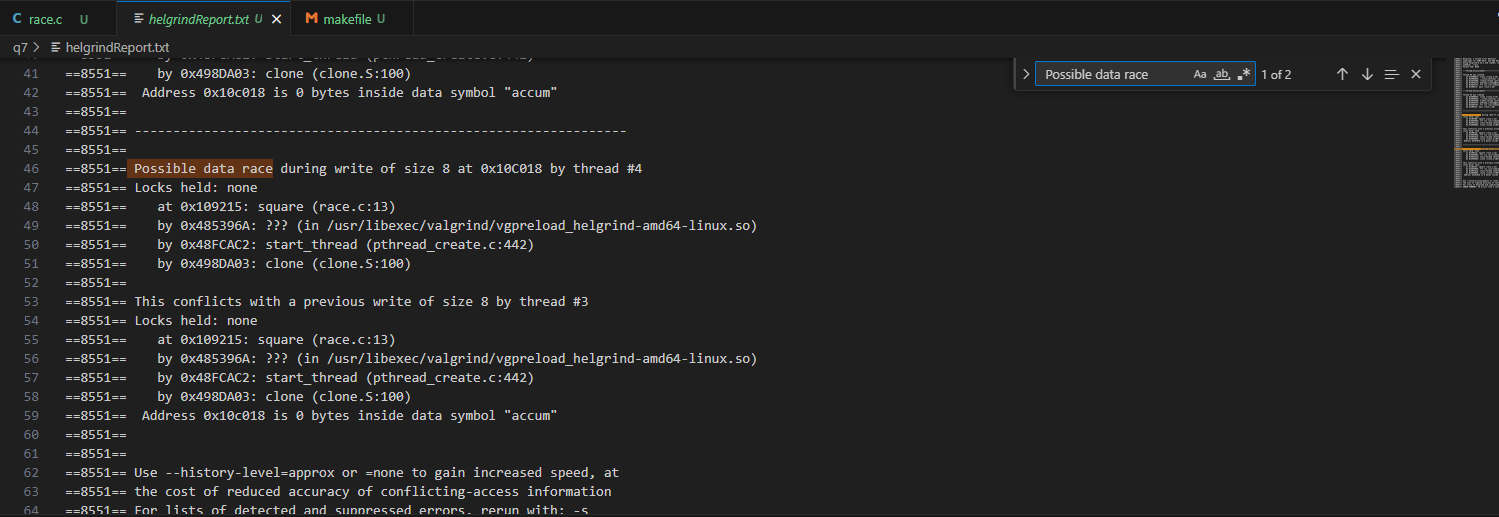 race.c U helgrindReport.txt U makefile U
q7 > helgrindReport.txt
Possible data race Aa ab 1 of 2
41 ==8551== by 0x498DA03: clone (clone.S:100)
42 ==8551== Address 0x10c018 is 0 bytes inside data symbol "accum"
43 ==8551==
44 ==8551== ----------------------------------------------------------------
45 ==8551==
46 ==8551== Possible data race during write of size 8 at 0x10C018 by thread #4
47 ==8551== Locks held: none
48 ==8551== at 0x109215: square (race.c:13)
49 ==8551== by 0x485396A: ??? (in /usr/libexec/valgrind/vgpreload_helgrind-amd64-linux.so)
50 ==8551== by 0x48FCAC2: start_thread (pthread_create.c:442)
51 ==8551== by 0x498DA03: clone (clone.S:100)
52 ==8551==
53 ==8551== This conflicts with a previous write of size 8 by thread #3
54 ==8551== Locks held: none
55 ==8551== at 0x109215: square (race.c:13)
56 ==8551== by 0x485396A: ??? (in /usr/libexec/valgrind/vgpreload_helgrind-amd64-linux.so)
57 ==8551== by 0x48FCAC2: start_thread (pthread_create.c:442)
58 ==8551== by 0x498DA03: clone (clone.S:100)
59 ==8551== Address 0x10c018 is 0 bytes inside data symbol "accum"
60 ==8551==
61 ==8551==
62 ==8551== Use --history-level=approx or =none to gain increased speed, at
63 ==8551== the cost of reduced accuracy of conflicting-access information
64 ==8551== For lists of detected and suppressed errors, rerun with: -s